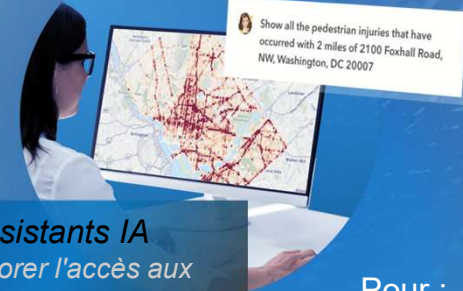 Show all the pedestrian injuries that have
occurred with 2 miles of 2100 Foxhall Road,
NW, Washington, DC 20007
sistants IA
orer l'accès aux
Pour :